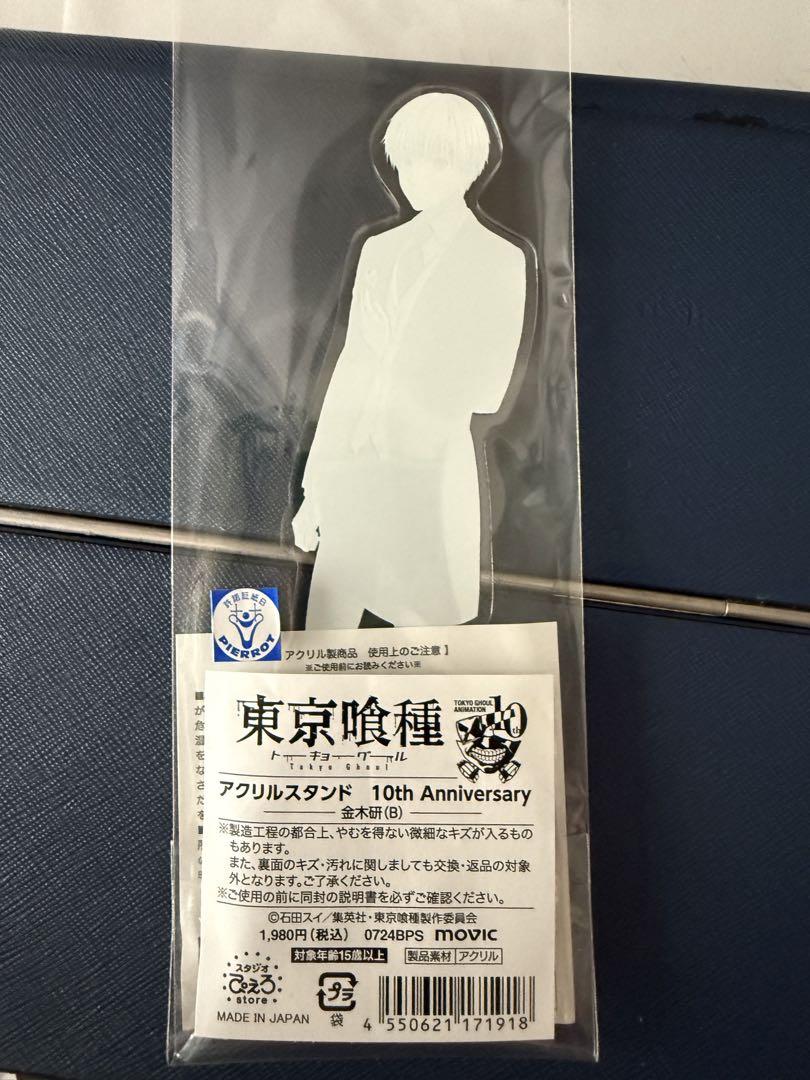 許諾証紙B
PIERROT
アクリル製商品 使用上のご注意】
※ご使用前にお読みください※
東京喰種
トーキョーグール
Tokyo Ghoul
TOKYO GHOUL
ANIMATION
10th
アクリルスタンド 10th Anniversary
金木研(B)
※製造工程の都合上、やむを得ない微細なキズが入るもの
もあります。
また、裏面のキズ・汚れに関しましても交換・返品の対象
外となります。ご了承ください。
※ご使用の前に同封の説明書を必ずご確認ください。
©石田スイ/集英社・東京喰種製作委員会
1,980円(税込) 0724BPS movic
対象年齢15歳以上 製品素材 アクリル
スタジオ
ぴえろ
store
MADE IN JAPAN
プラ
袋
4 550621 171918